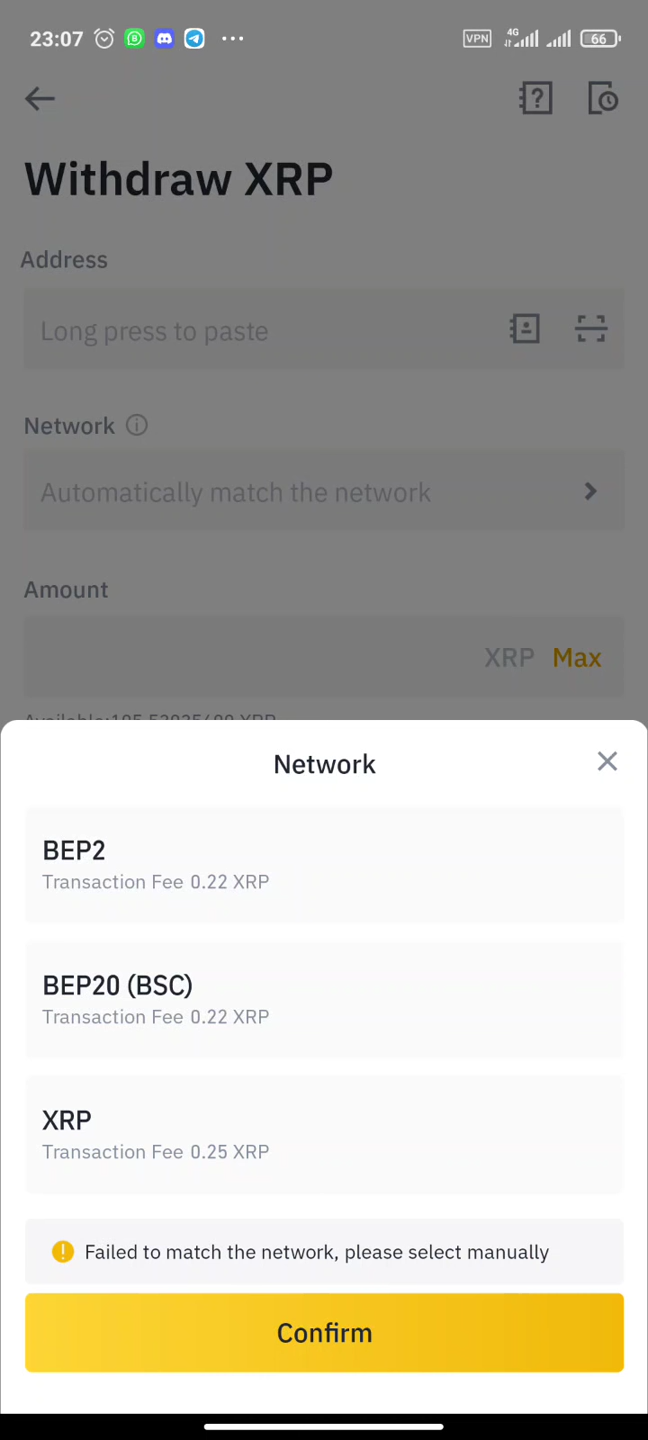 23:07
VPN 4G 66
Withdraw XRP
Address
Long press to paste
Network
Automatically match the network
Amount
XRP Max
Network
BEP2
Transaction Fee 0.22 XRP
BEP20 (BSC)
Transaction Fee 0.22 XRP
XRP
Transaction Fee 0.25 XRP
Failed to match the network, please select manually
Confirm